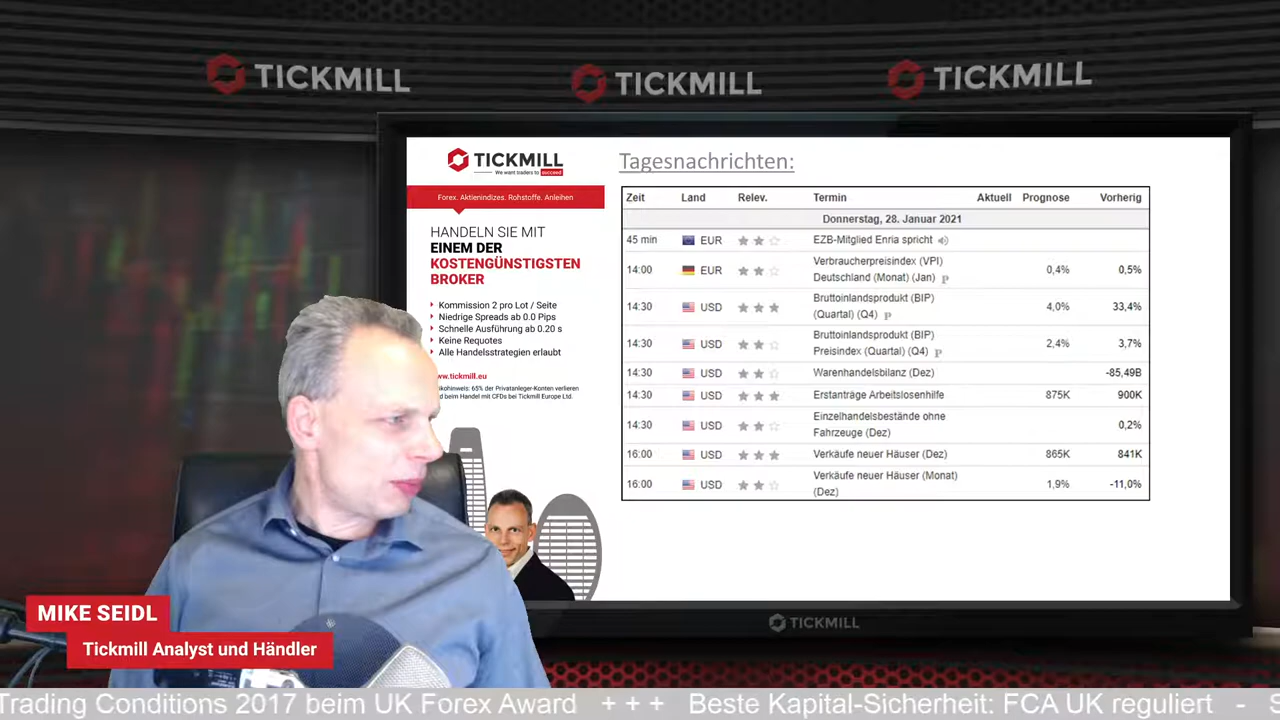 TICKMILL
TICKMILL
TICKMILL
TICKMILL
We want traders to succeed
Forex. Aktienindizes. Rohstoffe. Anleihen
HANDELN SIE MIT
EINEM DER
KOSTENGÜNSTIGSTEN
BROKER
Kommission 2 pro Lot / Seite
Niedrige Spreads ab 0.0 Pips
Schnelle Ausführung ab 0.20 s
Keine Requotes
Alle Handelsstrategien erlaubt
ww.tickmill.eu
ikohinweis: 65% der Privatanleger-Konten verlieren
d beim Handel mit CFDs bei Tickmill Europe Ltd.
Tagesnachrichten:
Zeit Land Relev. Termin Aktuell Prognose Vorherig
Donnerstag, 28. Januar 2021
45 min EUR EZB-Mitglied Enria spricht
14:00 EUR Verbraucherpreisindex (VPI)
Deutschland (Monat) (Jan) P 0,4% 0,5%
14:30 USD Bruttoinlandsprodukt (BIP)
(Quartal) (Q4) P 4,0% 33,4%
14:30 USD Bruttoinlandsprodukt (BIP)
Preisindex (Quartal) (Q4) P 2,4% 3,7%
14:30 USD Warenhandelsbilanz (Dez) -85,49B
14:30 USD Erstanträge Arbeitslosenhilfe 875K 900K
14:30 USD Einzelhandelsbestände ohne
Fahrzeuge (Dez) 0,2%
16:00 USD Verkäufe neuer Häuser (Dez) 865K 841K
16:00 USD Verkäufe neuer Häuser (Monat)
(Dez) 1,9% -11,0%
TICKMILL
MIKE SEIDL
Tickmill Analyst und Händler
Trading Conditions 2017 beim UK Forex Award + + + Beste Kapital-Sicherheit: FCA UK reguliert - S